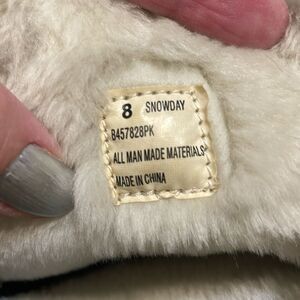 8 SNOWDAY
8457828PK
ALL MAN MADE MATERIALS
MADE IN CHINA